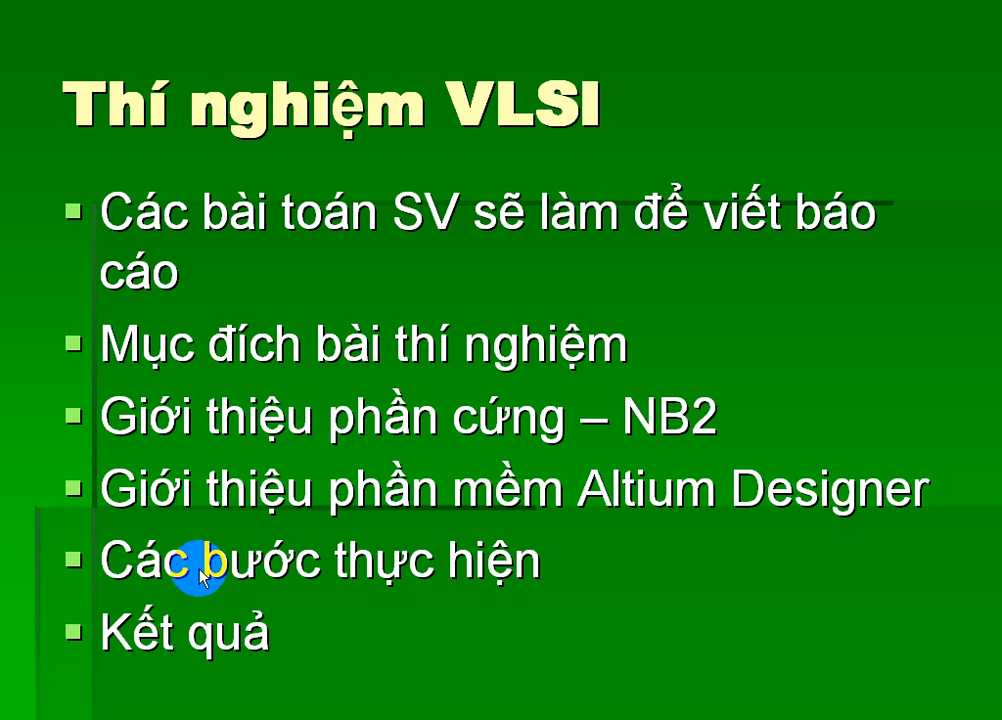 Thí nghiệm VLSI
Các bài toán SV sẽ làm để viết báo
cáo
Mục đích bài thí nghiệm
Giới thiệu phần cứng – NB2
Giới thiệu phần mềm Altium Designer
Các bước thực hiện
Kết quả